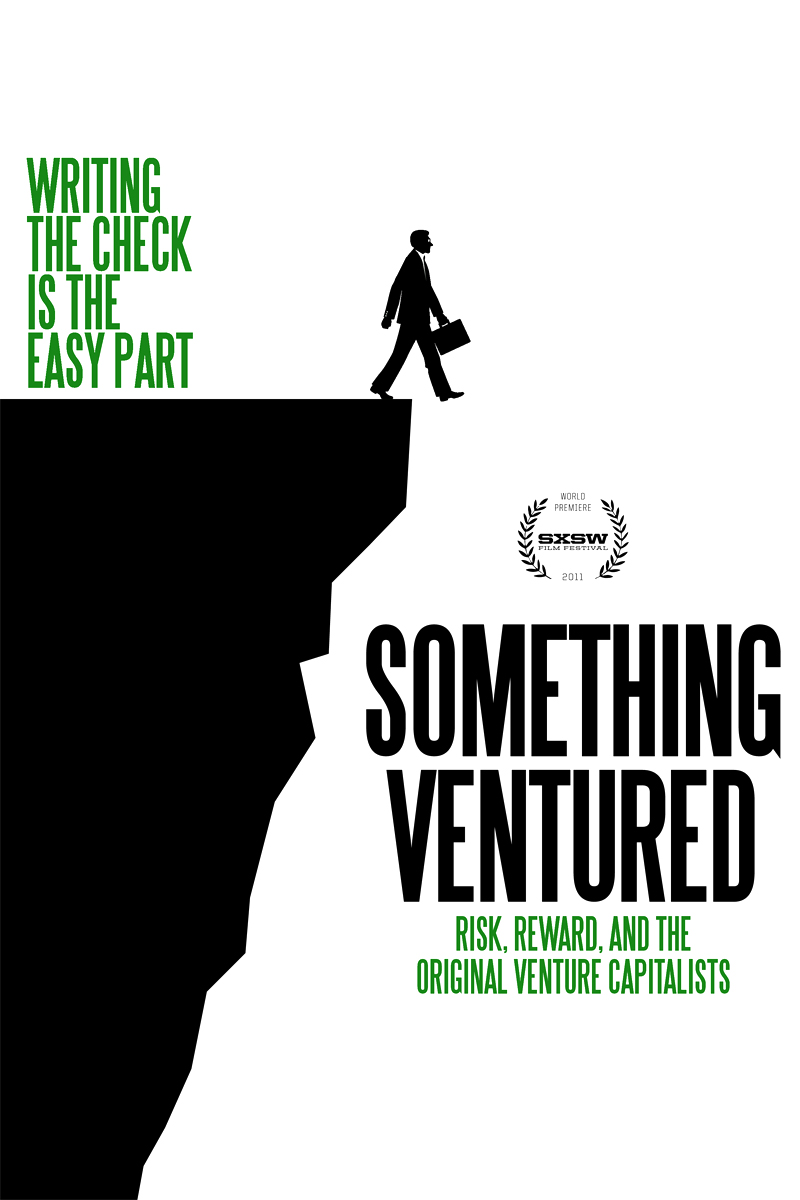 WRITING
THE CHECK
IS THE
EASY PART
WORLD
PREMIERE
SXSW
FILM FESTIVAL
2011
SOMETHING
VENTURED
RISK, REWARD, AND THE
ORIGINAL VENTURE CAPITALISTS